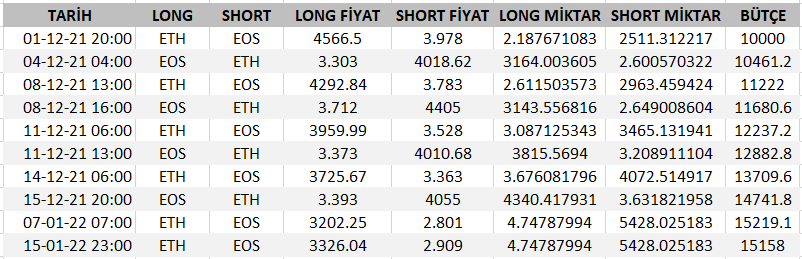 TARİH LONG SHORT LONG FİYAT SHORT FİYAT LONG MİKTAR SHORT MİKTAR BÜTÇE
01-12-21 20:00 ETH EOS 4566.5 3.978 2.187671083 2511.312217 10000
04-12-21 04:00 EOS ETH 3.303 4018.62 3164.003605 2.600570322 10461.2
08-12-21 13:00 ETH EOS 4292.84 3.783 2.611503573 2963.459424 11222
08-12-21 16:00 EOS ETH 3.712 4405 3143.556816 2.649008604 11680.6
11-12-21 06:00 ETH EOS 3959.99 3.528 3.087125343 3465.131941 12237.2
11-12-21 13:00 EOS ETH 3.373 4010.68 3815.5694 3.208911104 12882.8
14-12-21 06:00 ETH EOS 3725.67 3.363 3.676081796 4072.514917 13709.6
15-12-21 20:00 EOS ETH 3.393 4055 4340.417931 3.631821958 14741.8
07-01-22 07:00 ETH EOS 3202.25 2.801 4.74787994 5428.025183 15219.1
15-01-22 23:00 ETH EOS 3326.04 2.909 4.74787994 5428.025183 15158